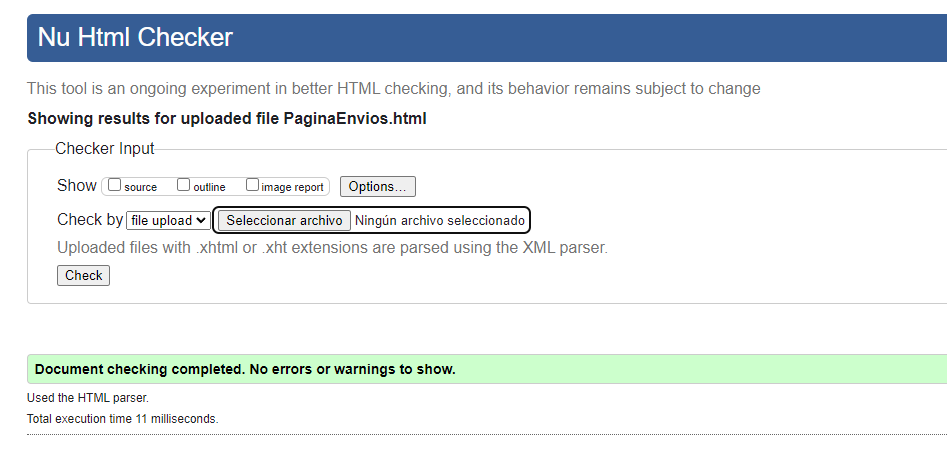 Nu Html Checker
This tool is an ongoing experiment in better HTML checking, and its behavior remains subject to change
Showing results for uploaded file PaginaEnvios.html
Checker Input
Show source outline image report Options...
Check by file upload Seleccionar archivo Ningún archivo seleccionado
Uploaded files with .xhtml or .xht extensions are parsed using the XML parser.
Check
Document checking completed. No errors or warnings to show.
Used the HTML parser.
Total execution time 11 milliseconds.